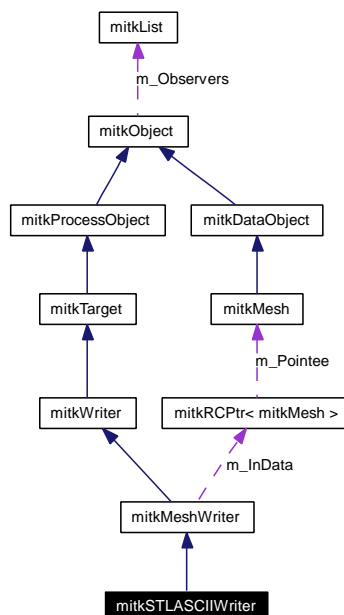 mitkList
m_Observers
mitkObject
mitkProcessObject
mitkDataObject
mitkTarget
mitkMesh
m_Pointee
mitkWriter
mitkRCPtr< mitkMesh >
m_InData
mitkMeshWriter
mitkSTLASCIIWriter